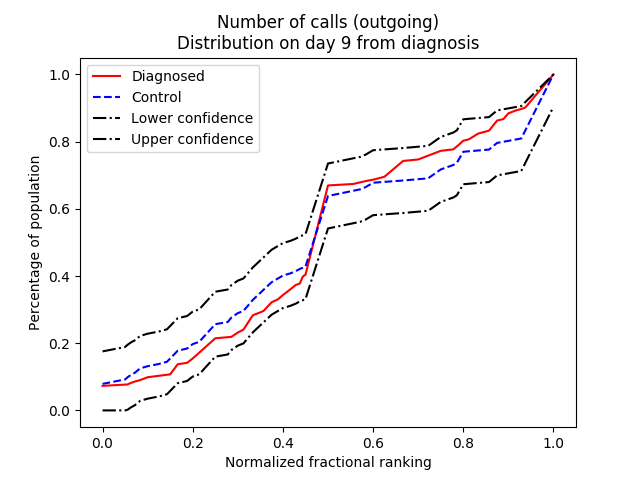 Number of calls (outgoing)
Distribution on day 9 from diagnosis
Diagnosed
Control
Lower confidence
Upper confidence
Percentage of population
1.0
0.8
0.6
0.4
0.2
0.0
0.0 0.2 0.4 0.6 0.8 1.0
Normalized fractional ranking